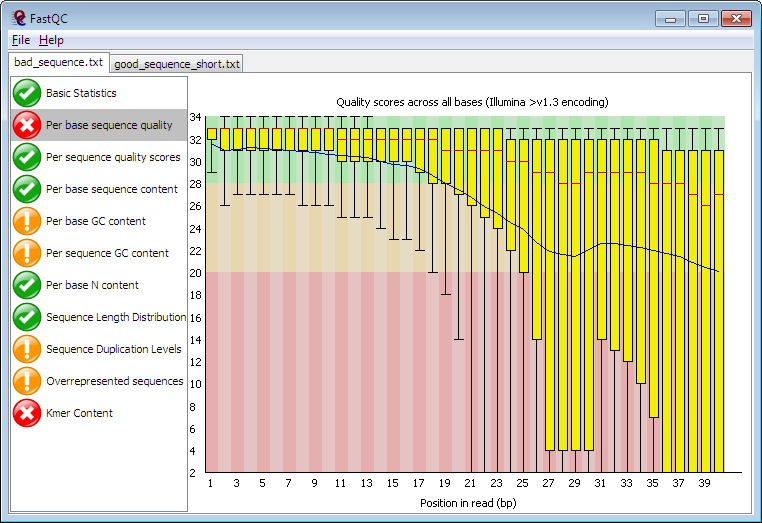 FastQC
File Help
bad_sequence.txt good_sequence_short.txt
Basic Statistics
Per base sequence quality
Per sequence quality scores
Per base sequence content
Per base GC content
Per sequence GC content
Per base N content
Sequence Length Distribution
Sequence Duplication Levels
Overrepresented sequences
Kmer Content
Quality scores across all bases (Illumina >v1.3 encoding)
34
32
30
28
26
24
22
20
18
16
14
12
10
8
6
4
2
1 3 5 7 9 11 13 15 17 19 21 23 25 27 29 31 33 35 37 39
Position in read (bp)